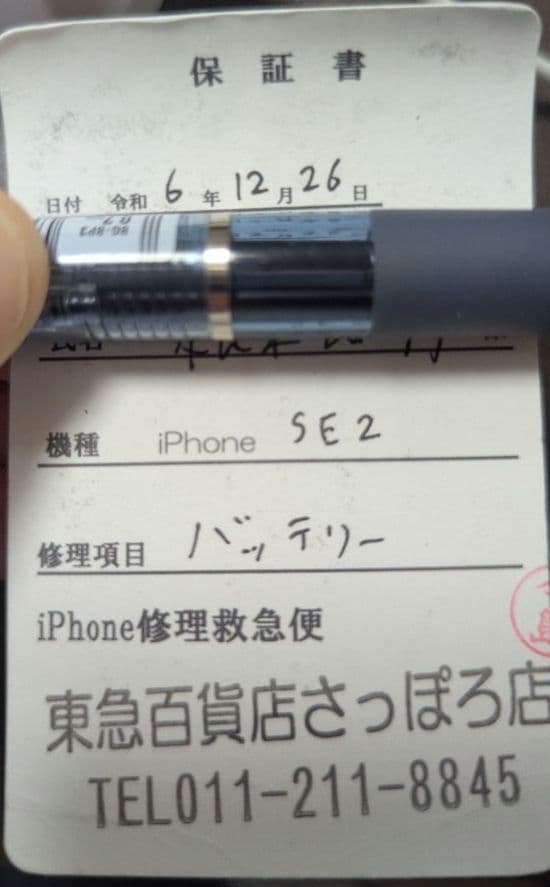 保証書
日付 令和 6 年 12 月 26 日
機種 iPhone SE2
修理項目 バッテリー
iPhone修理救急便
東急百貨店さっぽろ店
TEL011-211-8845